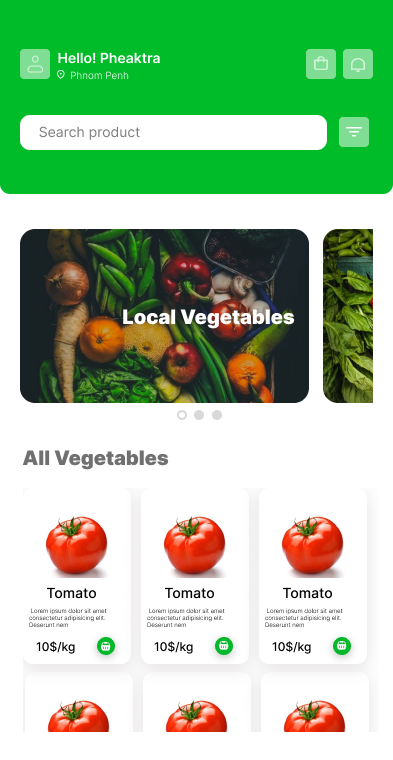 Hello! Pheaktra
Phnom Penh
Search product
Local Vegetables
All Vegetables
Tomato
Lorem ipsum dolor sit amet
consectetur adipisicing elit.
Deserunt nem
10$/kg
Tomato
Lorem ipsum dolor sit amet
consectetur adipisicing elit.
Deserunt nem
10$/kg
Tomato
Lorem ipsum dolor sit amet
consectetur adipisicing elit.
Deserunt nem
10$/kg